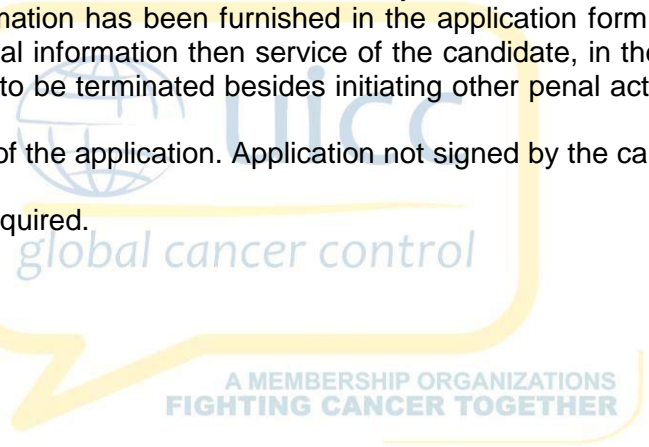 mation has been furnished in the application form
al information then service of the candidate, in the
to be terminated besides initiating other penal act
uicc
of the application. Application not signed by the ca
quired.
global cancer control
A MEMBERSHIP ORGANIZATIONS
FIGHTING CANCER TOGETHER